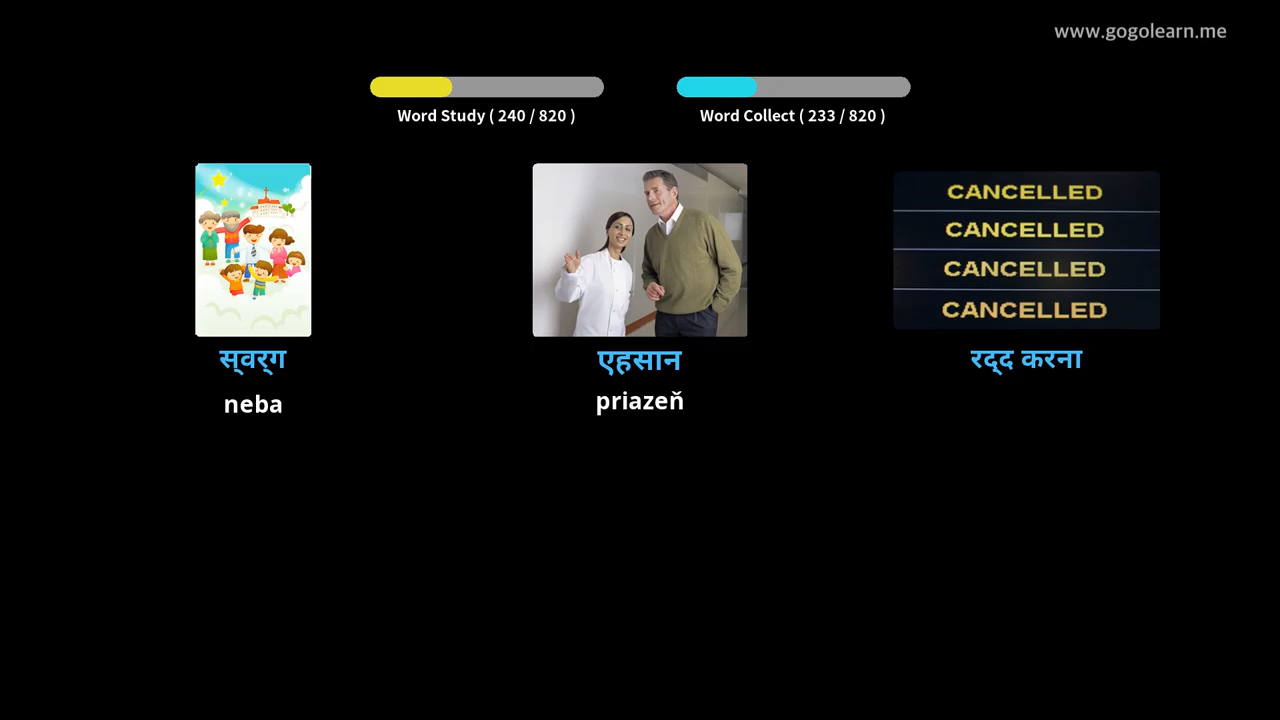 www.gogolearn.me
Word Study ( 240 / 820 )
Word Collect ( 233 / 820 )
CANCELLED
CANCELLED
CANCELLED
CANCELLED
स्वर्ग
एहसान
रद्द करना
neba
priazeň